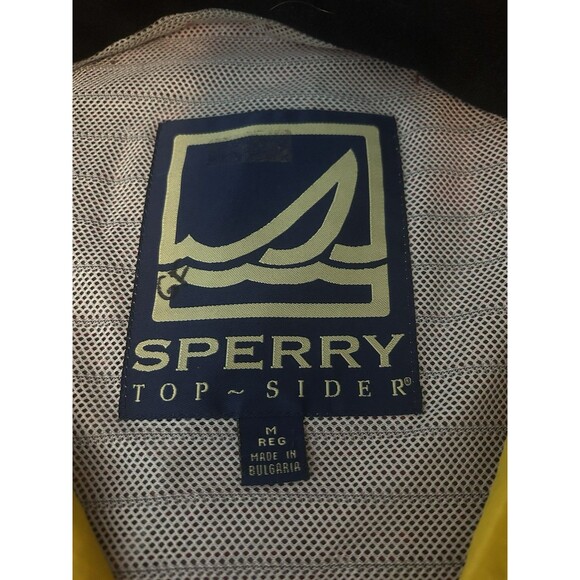 SPERRY
TOP ~ SIDER®
M
REG
MADE IN
BULGARIA